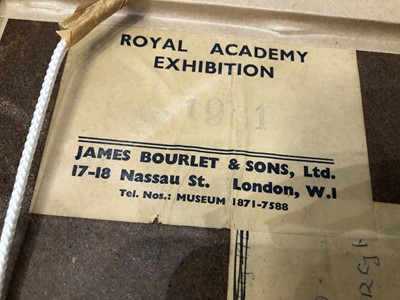 ROYAL ACADEMY
EXHIBITION
JAMES BOURLET & SONS, Ltd.
17-18 Nassau St. London, W.1
Tel. Nos.: MUSEUM 1871-7588